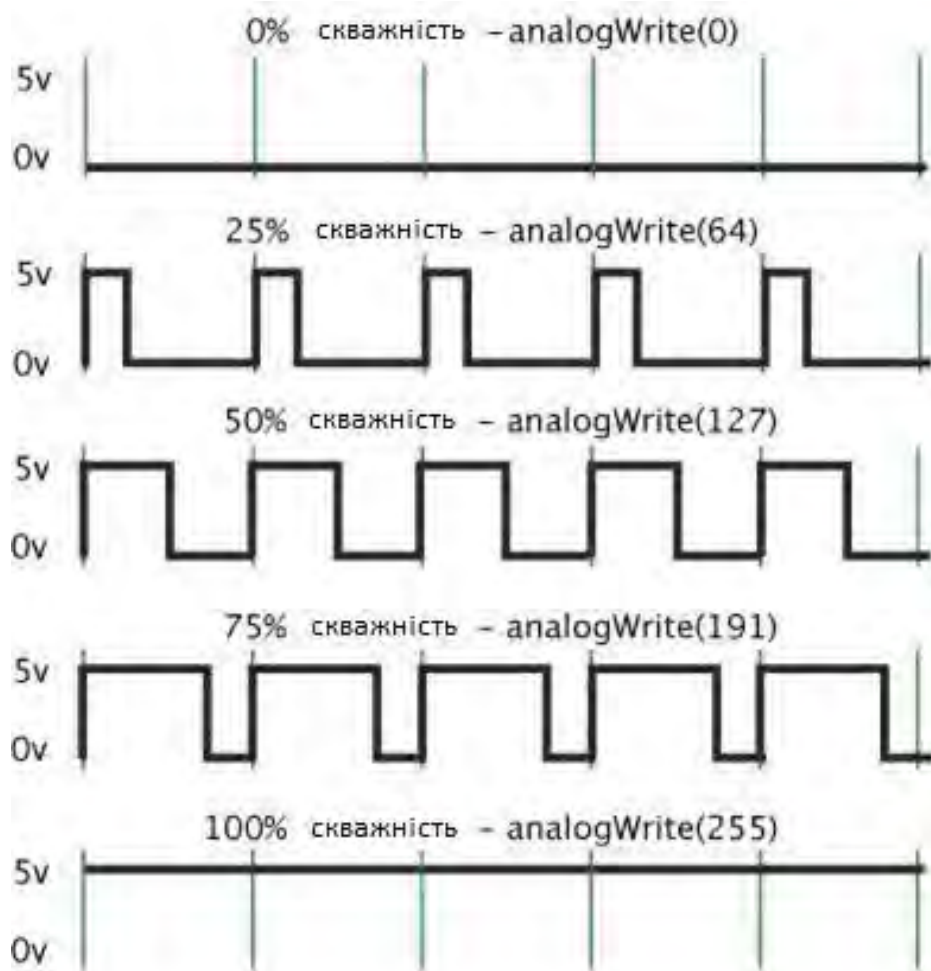 0% скважність – analogWrite(0)
5v
0v
25% скважність – analogWrite(64)
5v
0v
50% скважність – analogWrite(127)
5v
0v
75% скважність – analogWrite(191)
5v
0v
100% скважність – analogWrite(255)
5v
0v